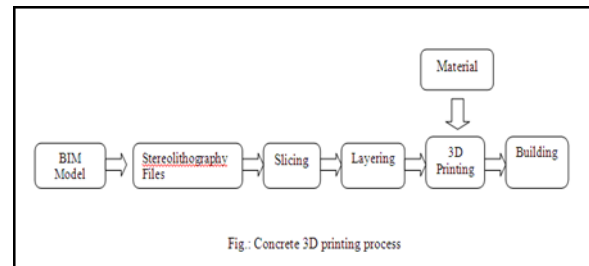 Material
BIM
Model
Stereolithography
Files
Slicing
Layering
3D
Printing
Building
Fig.: Concrete 3D printing process